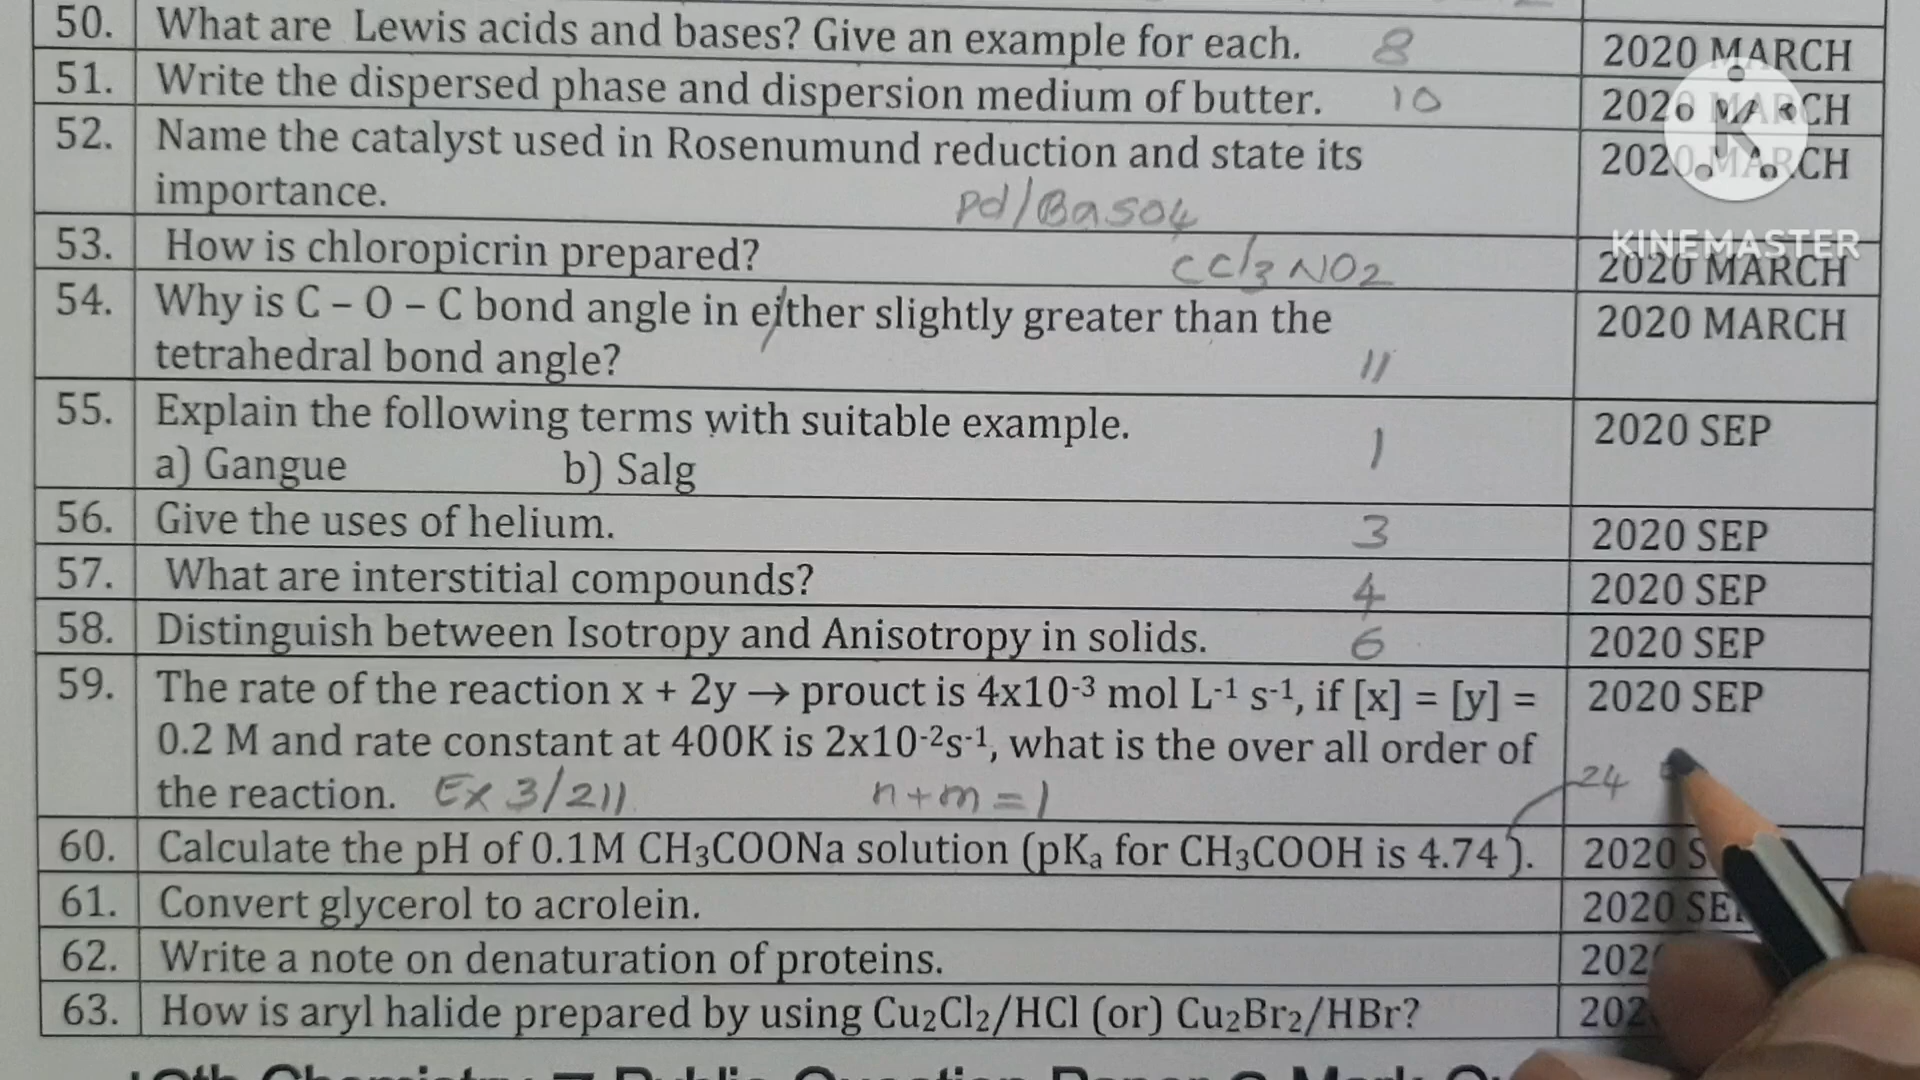 50. What are Lewis acids and bases? Give an example for each. 8 2020 MARCH
51. Write the dispersed phase and dispersion medium of butter. 10 2020 MARCH
52. Name the catalyst used in Rosenumund reduction and state its 2020 MARCH
importance. Pd/BaSO4
KINEMASTER
53. How is chloropicrin prepared? CCl3NO2 2020 MARCH
54. Why is C – O – C bond angle in either slightly greater than the 2020 MARCH
tetrahedral bond angle? 11
55. Explain the following terms with suitable example. 1 2020 SEP
a) Gangue b) Salg
56. Give the uses of helium. 3 2020 SEP
57. What are interstitial compounds? 4 2020 SEP
58. Distinguish between Isotropy and Anisotropy in solids. 6 2020 SEP
59. The rate of the reaction x + 2y → prouct is 4x10⁻³ mol L⁻¹ s⁻¹, if [x] = [y] = 2020 SEP
0.2 M and rate constant at 400K is 2x10⁻²s⁻¹, what is the over all order of
the reaction. Ex 3/211 n+m=1 24
60. Calculate the pH of 0.1M CH₃COONa solution (pKₐ for CH₃COOH is 4.74). 2020 S
61. Convert glycerol to acrolein. 2020 SE
62. Write a note on denaturation of proteins. 202
63. How is aryl halide prepared by using Cu₂Cl₂/HCl (or) Cu₂Br₂/HBr? 202